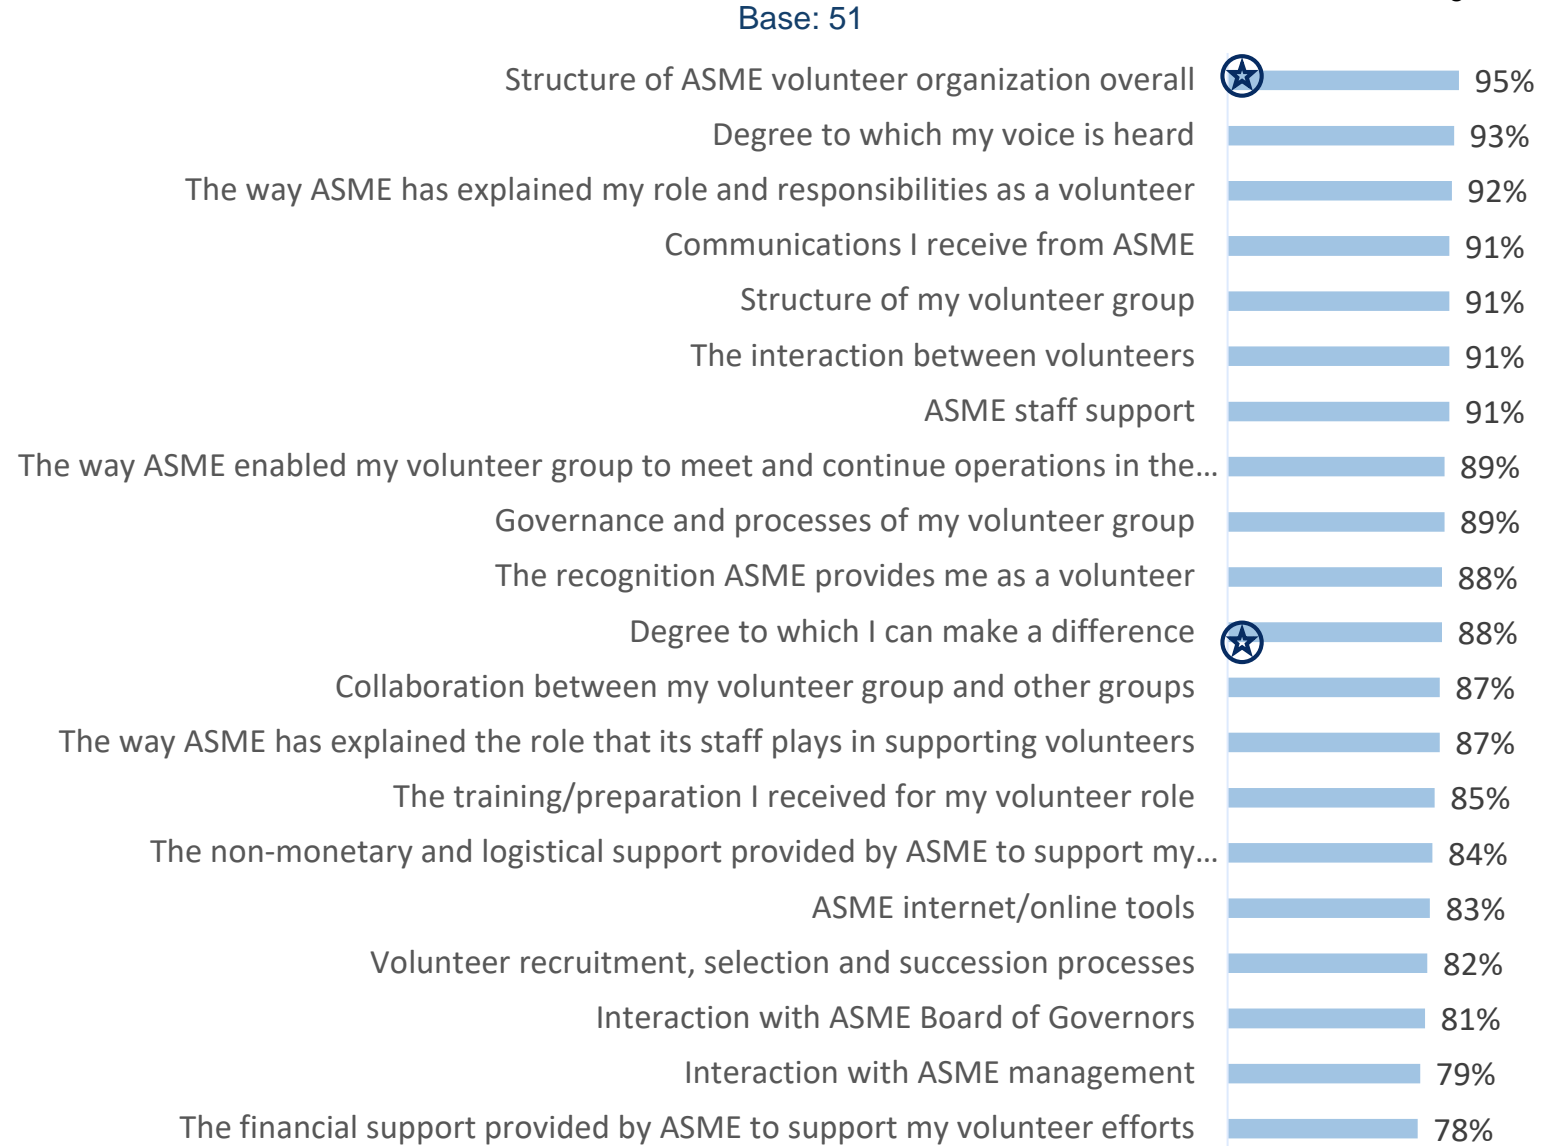 Base: 51
Structure of ASME volunteer organization overall 95%
Degree to which my voice is heard 93%
The way ASME has explained my role and responsibilities as a volunteer 92%
Communications I receive from ASME 91%
Structure of my volunteer group 91%
The interaction between volunteers 91%
ASME staff support 91%
The way ASME enabled my volunteer group to meet and continue operations in the... 89%
Governance and processes of my volunteer group 89%
The recognition ASME provides me as a volunteer 88%
Degree to which I can make a difference 88%
Collaboration between my volunteer group and other groups 87%
The way ASME has explained the role that its staff plays in supporting volunteers 87%
The training/preparation I received for my volunteer role 85%
The non-monetary and logistical support provided by ASME to support my... 84%
ASME internet/online tools 83%
Volunteer recruitment, selection and succession processes 82%
Interaction with ASME Board of Governors 81%
Interaction with ASME management 79%
The financial support provided by ASME to support my volunteer efforts 78%